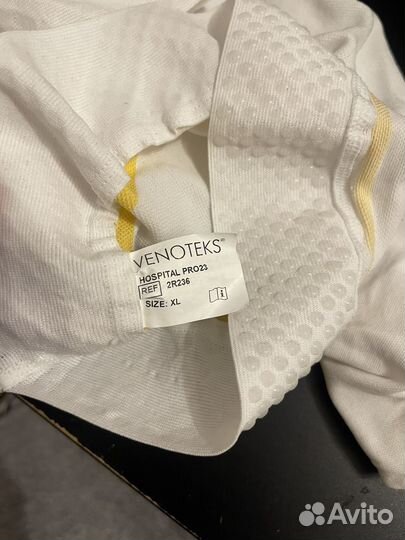 VENOTEKS®
HOSPITAL PRO23
REF 2R236
SIZE: XL
i
Avito